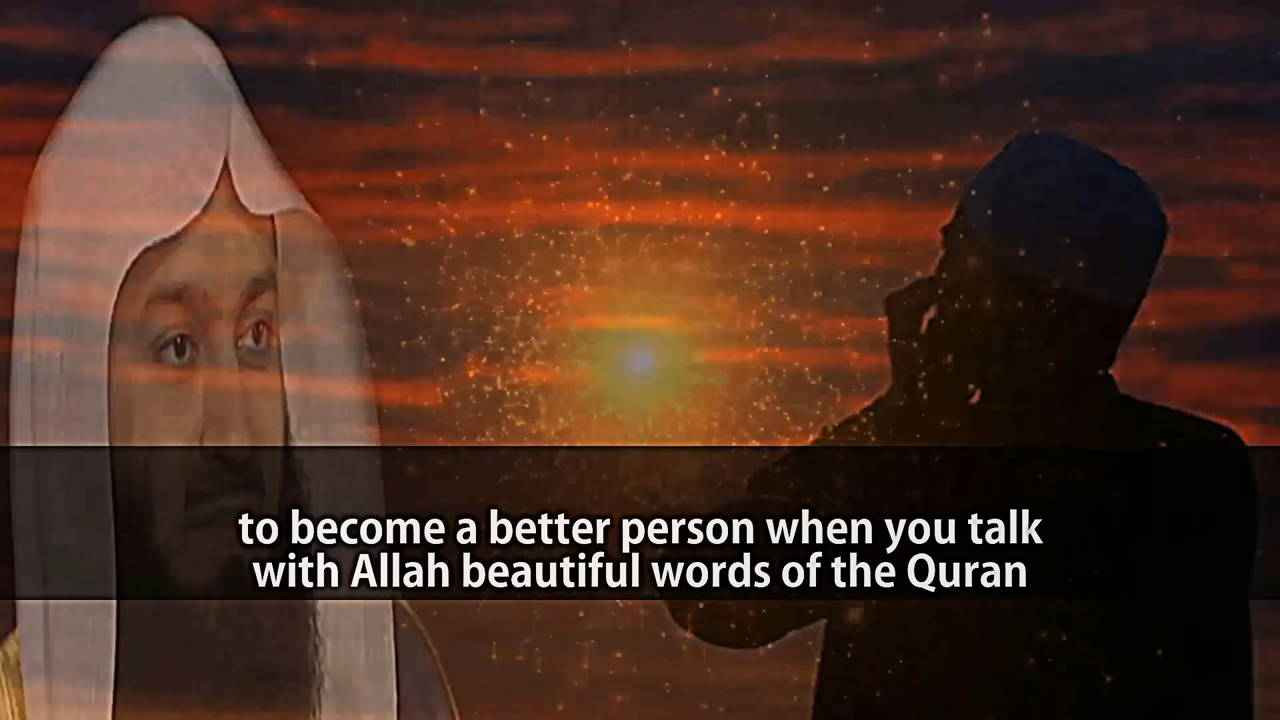 to become a better person when you talk
with Allah beautiful words of the Quran